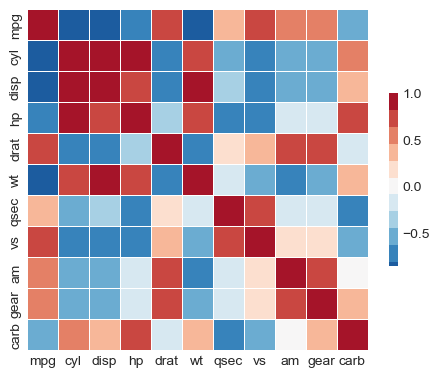 mpg
cyl
disp
hp
drat
wt
qsec
vs
am
gear
carb
mpg cyl disp hp drat wt qsec vs am gear carb
1.0
0.5
0.0
−0.5